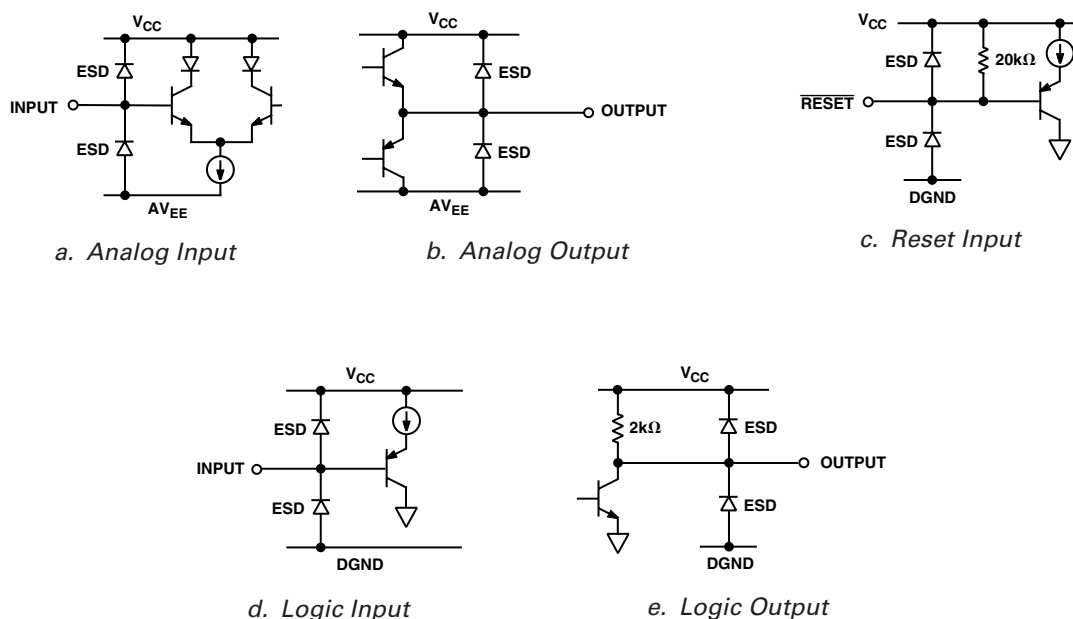 VCC
ESD
INPUT
ESD
AVEE
a. Analog Input
VCC
ESD
OUTPUT
ESD
AVEE
b. Analog Output
VCC
ESD
20kΩ
RESET
ESD
DGND
c. Reset Input
VCC
ESD
INPUT
ESD
DGND
d. Logic Input
VCC
2kΩ
ESD
OUTPUT
ESD
DGND
e. Logic Output